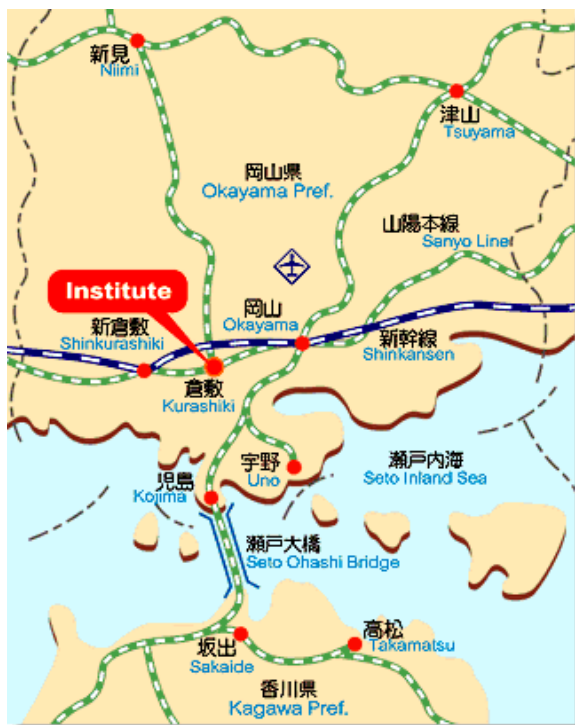 新見
Niimi
津山
Tsuyama
岡山県
Okayama Pref.
山陽本線
Sanyo Line
Institute
岡山
Okayama
新倉敷
Shinkurashiki
新幹線
Shinkansen
倉敷
Kurashiki
宇野
Uno
瀬戸内海
Seto Inland Sea
児島
Kojima
瀬戸大橋
Seto Ohashi Bridge
高松
Takamatsu
坂出
Sakaide
香川県
Kagawa Pref.